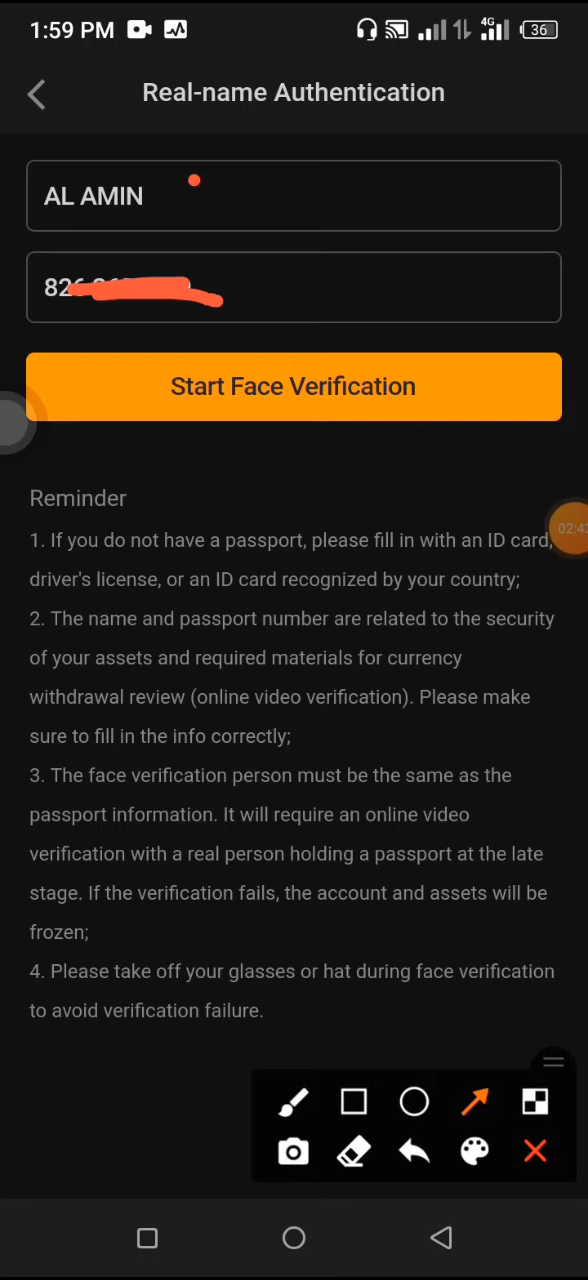 1:59 PM
4G
36
Real-name Authentication
AL AMIN
Start Face Verification
Reminder
1. If you do not have a passport, please fill in with an ID card,
driver's license, or an ID card recognized by your country;
2. The name and passport number are related to the security
of your assets and required materials for currency
withdrawal review (online video verification). Please make
sure to fill in the info correctly;
3. The face verification person must be the same as the
passport information. It will require an online video
verification with a real person holding a passport at the late
stage. If the verification fails, the account and assets will be
frozen;
4. Please take off your glasses or hat during face verification
to avoid verification failure.